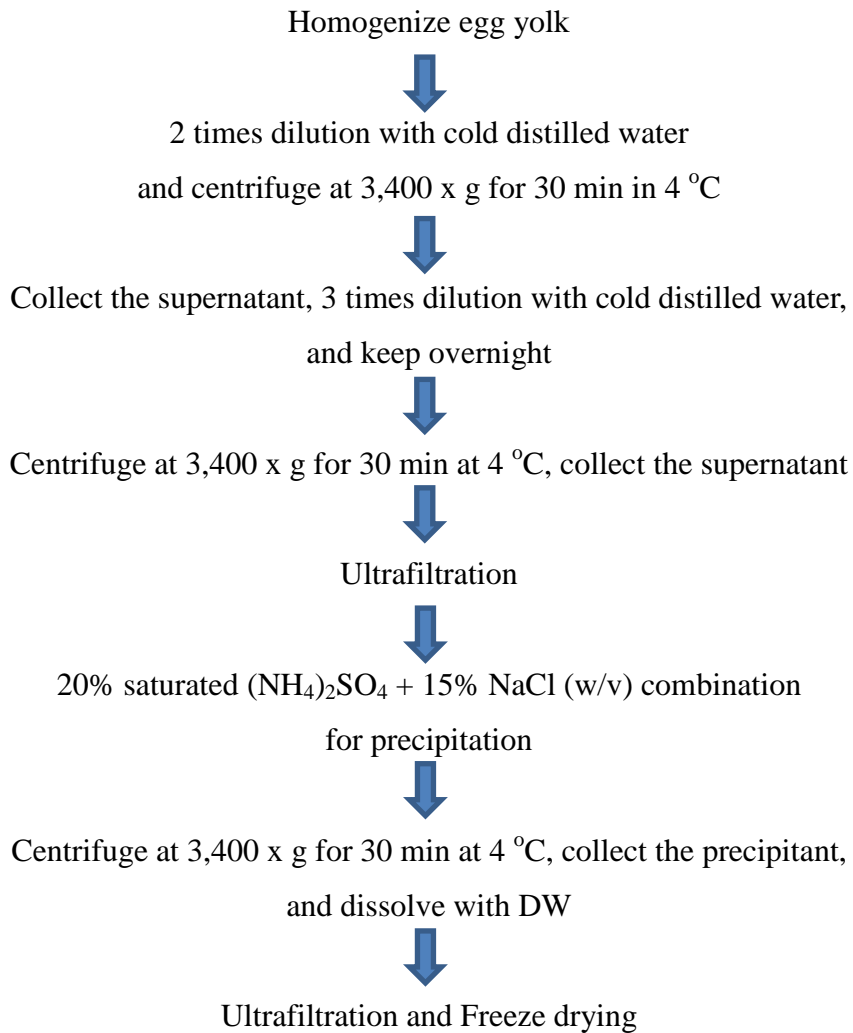 Homogenize egg yolk
2 times dilution with cold distilled water
and centrifuge at 3,400 x g for 30 min in 4 °C
Collect the supernatant, 3 times dilution with cold distilled water,
and keep overnight
Centrifuge at 3,400 x g for 30 min at 4 °C, collect the supernatant
Ultrafiltration
20% saturated (NH₄)₂SO₄ + 15% NaCl (w/v) combination
for precipitation
Centrifuge at 3,400 x g for 30 min at 4 °C, collect the precipitant,
and dissolve with DW
Ultrafiltration and Freeze drying